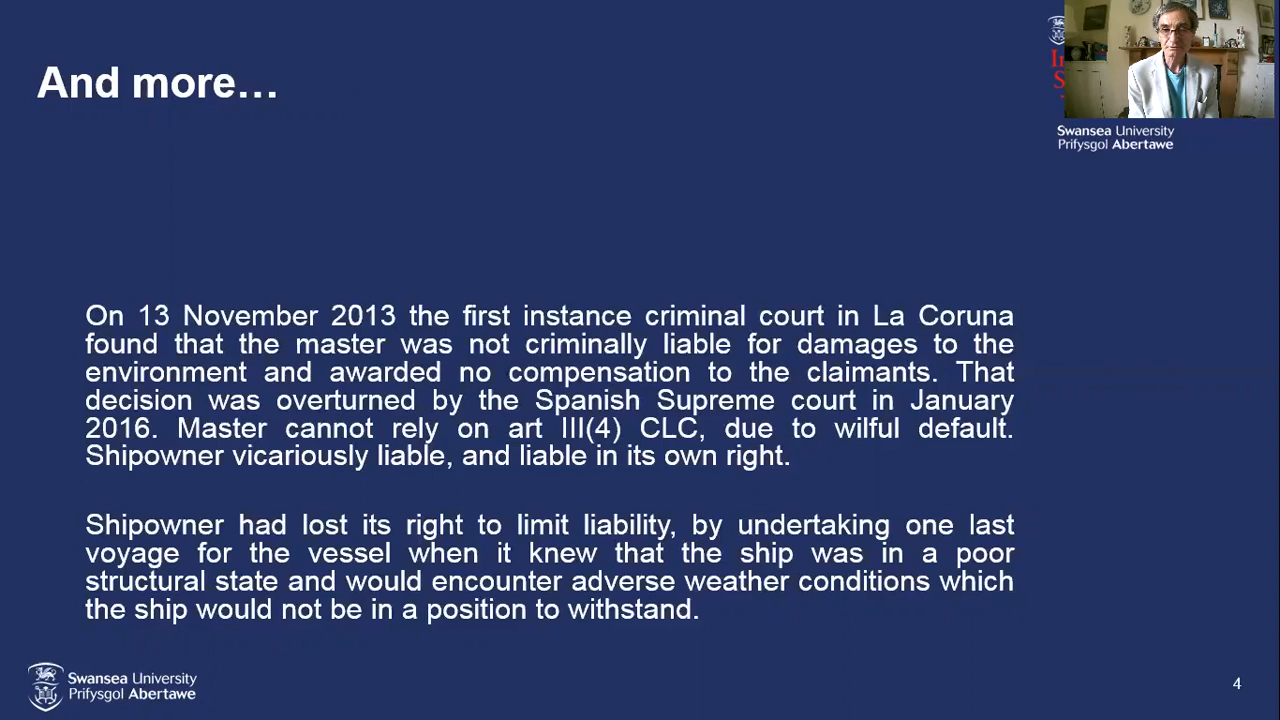 And more…
Swansea University
Prifysgol Abertawe
On 13 November 2013 the first instance criminal court in La Coruna
found that the master was not criminally liable for damages to the
environment and awarded no compensation to the claimants. That
decision was overturned by the Spanish Supreme court in January
2016. Master cannot rely on art III(4) CLC, due to wilful default.
Shipowner vicariously liable, and liable in its own right.
Shipowner had lost its right to limit liability, by undertaking one last
voyage for the vessel when it knew that the ship was in a poor
structural state and would encounter adverse weather conditions which
the ship would not be in a position to withstand.
Swansea University
Prifysgol Abertawe
4